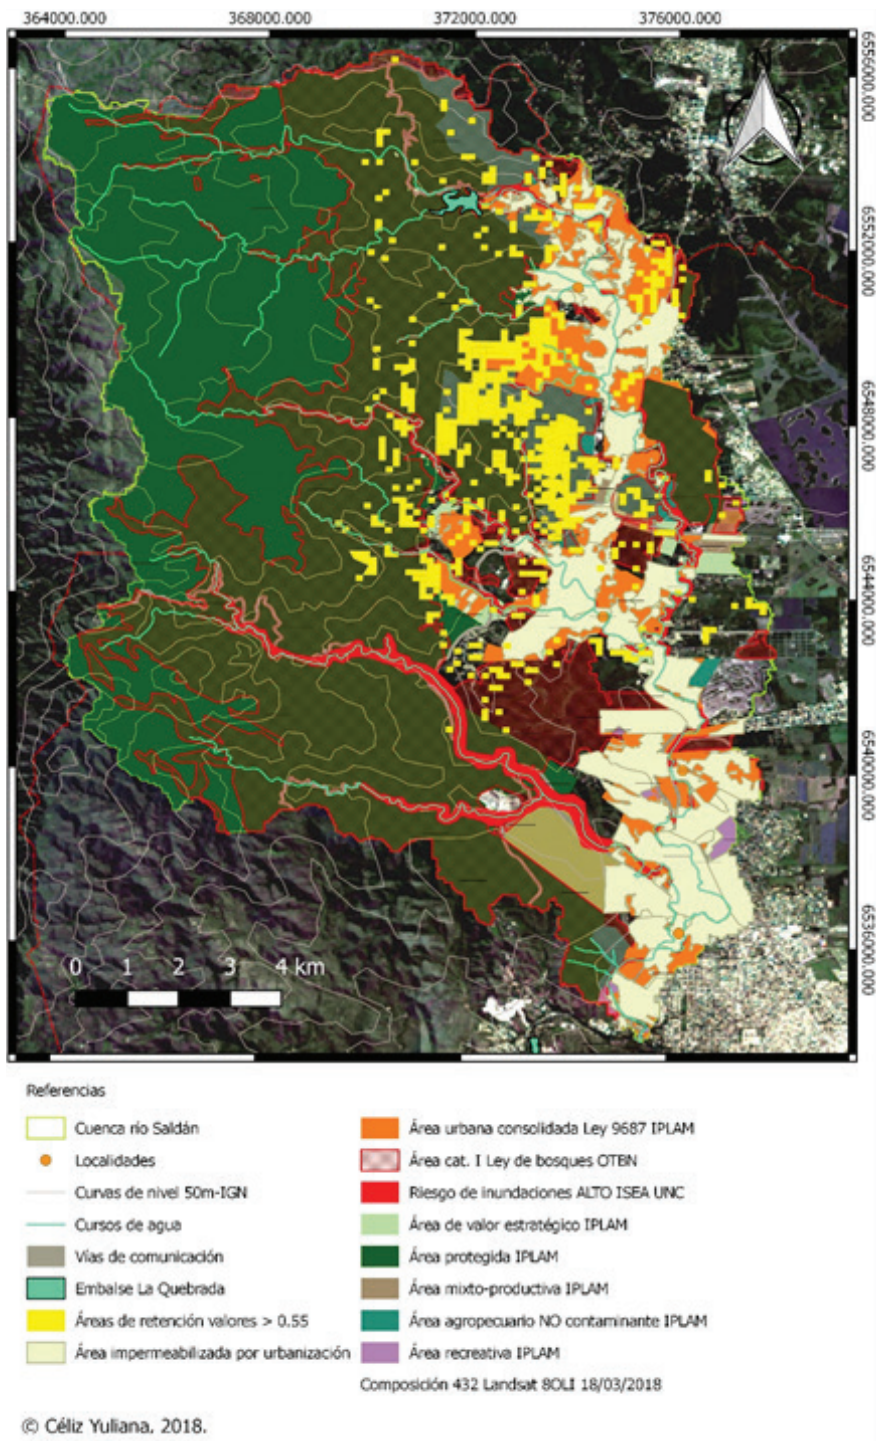 364000.000 368000.000 372000.000 376000.000
6556000.000
6552000.000
6548000.000
6544000.000
6540000.000
6536000.000
N
0 1 2 3 4 km
Referencias
Cuenca río Saldán
Localidades
Curvas de nivel 50m-IGN
Cursos de agua
Vías de comunicación
Embalse La Quebrada
Áreas de retención valores > 0.55
Área impermeabilizada por urbanización
Área urbana consolidada Ley 9687 IPLAM
Área cat. I Ley de bosques OTBN
Riesgo de inundaciones ALTO ISEA UNC
Área de valor estratégico IPLAM
Área protegida IPLAM
Área mixto-productiva IPLAM
Área agropecuario NO contaminante IPLAM
Área recreativa IPLAM
Composición 432 Landsat 8OLI 18/03/2018
© Céliz Yuliana, 2018.